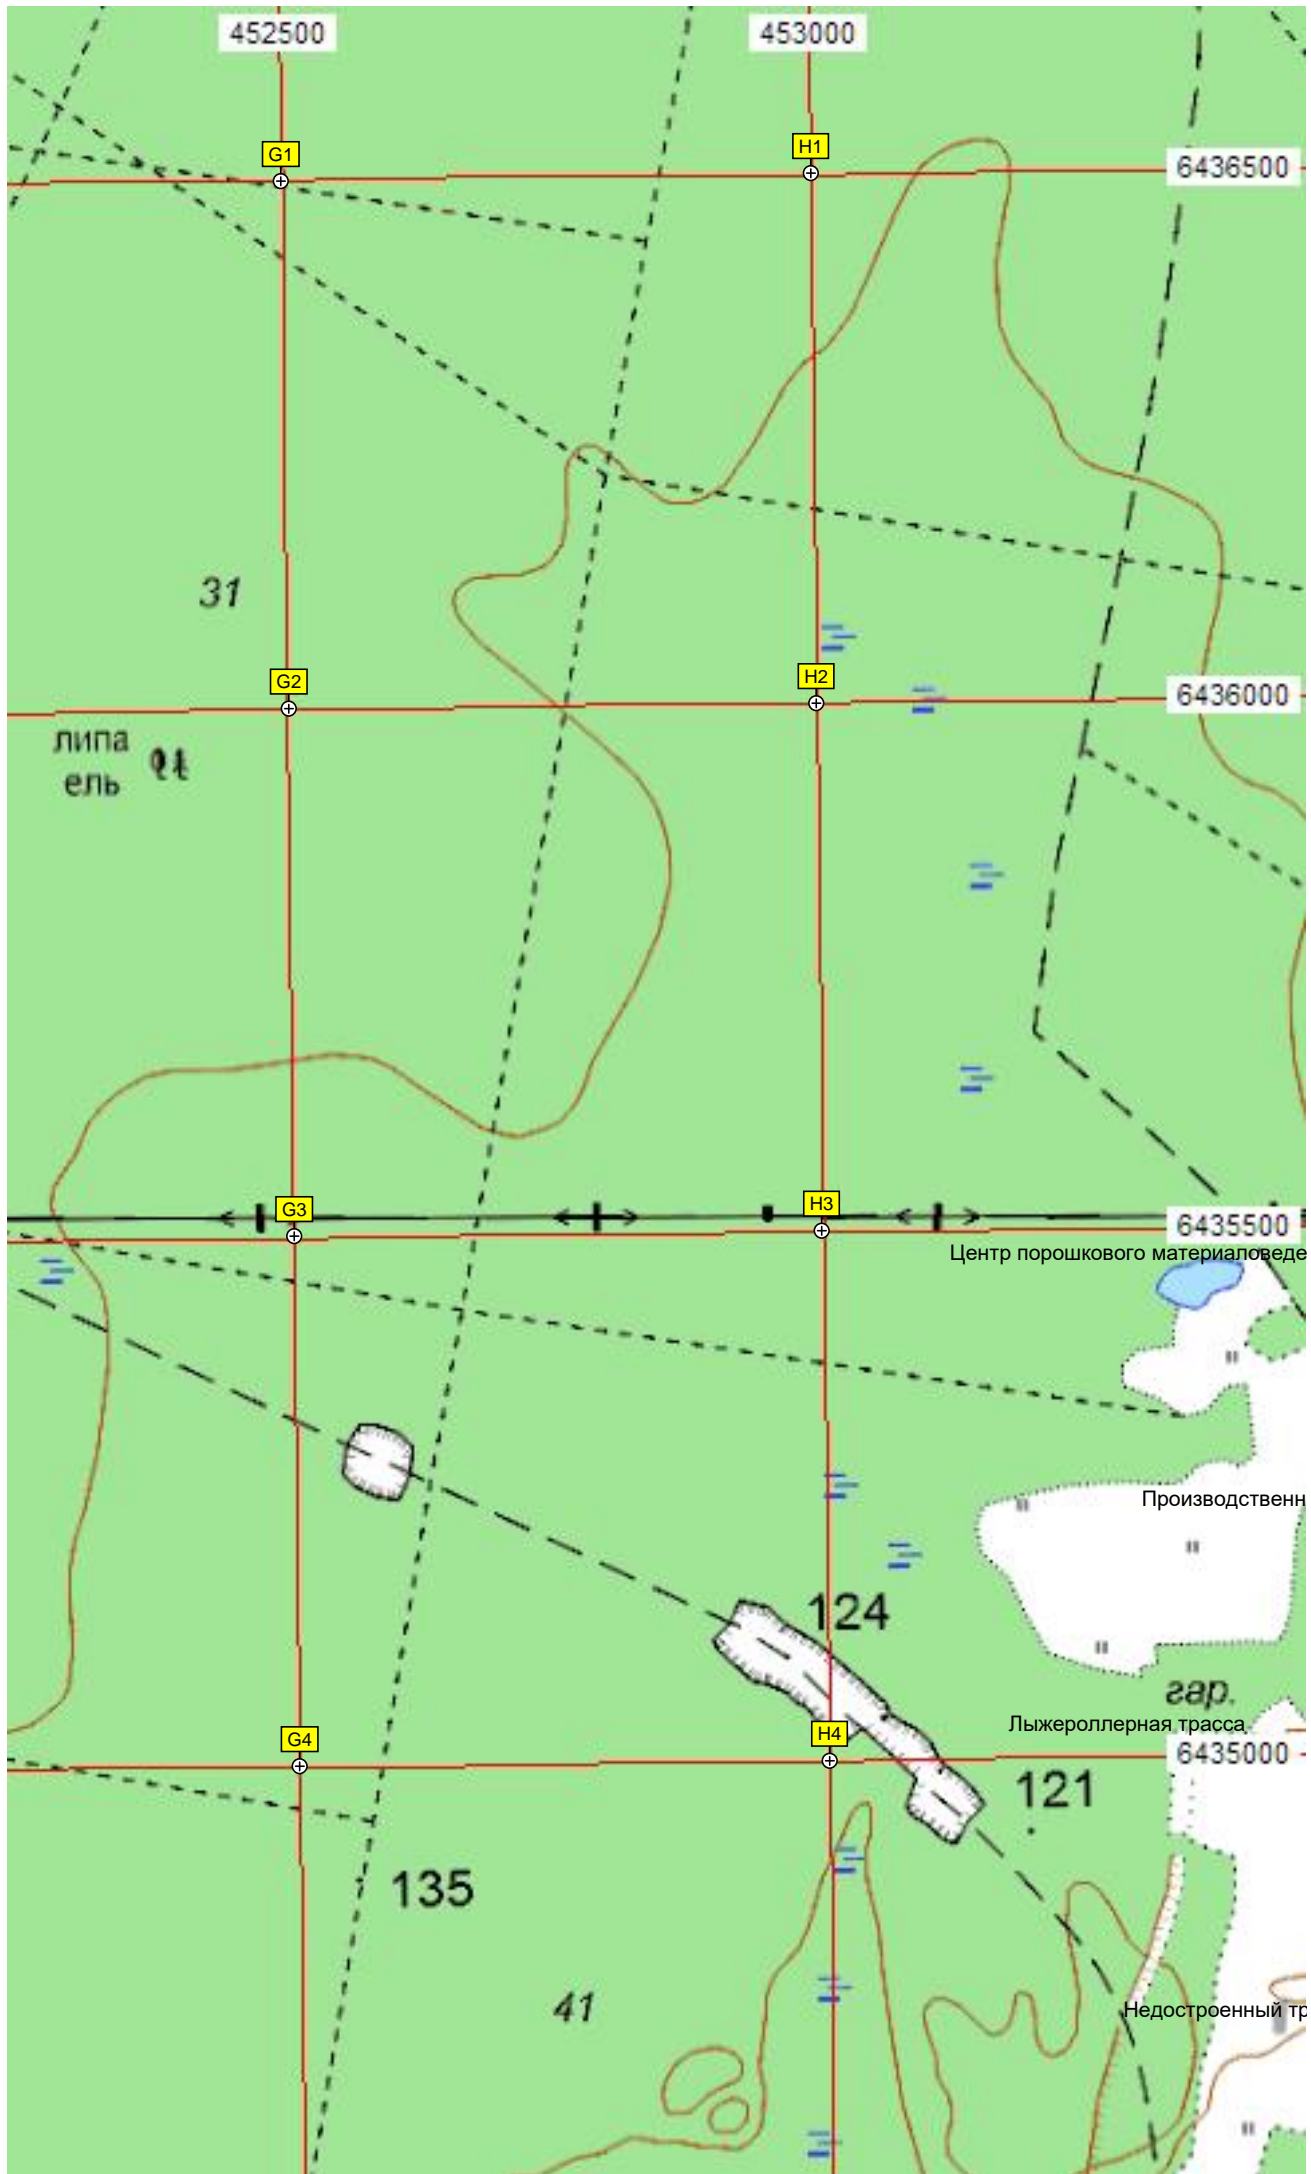 452500
453000
G1
H1
6436500
31
G2
H2
6436000
липа
ель
G3
H3
6435500
Центр порошкового материаловеде
Производственн
124
гар.
Лыжероллерная трасса
G4
H4
6435000
121
135
41
Недостроенный тр